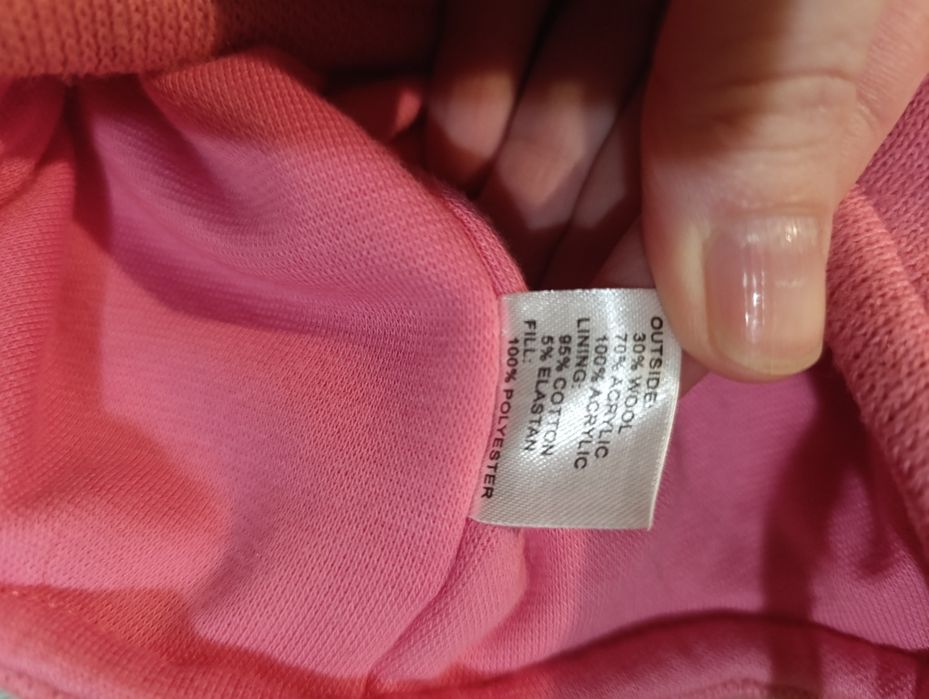 OUTSIDE:
30% WOOL
70% ACRYLIC
100% ACRYLIC
LINING:
95% COTTON
5% ELASTAN
FILL:
100% POLYESTER